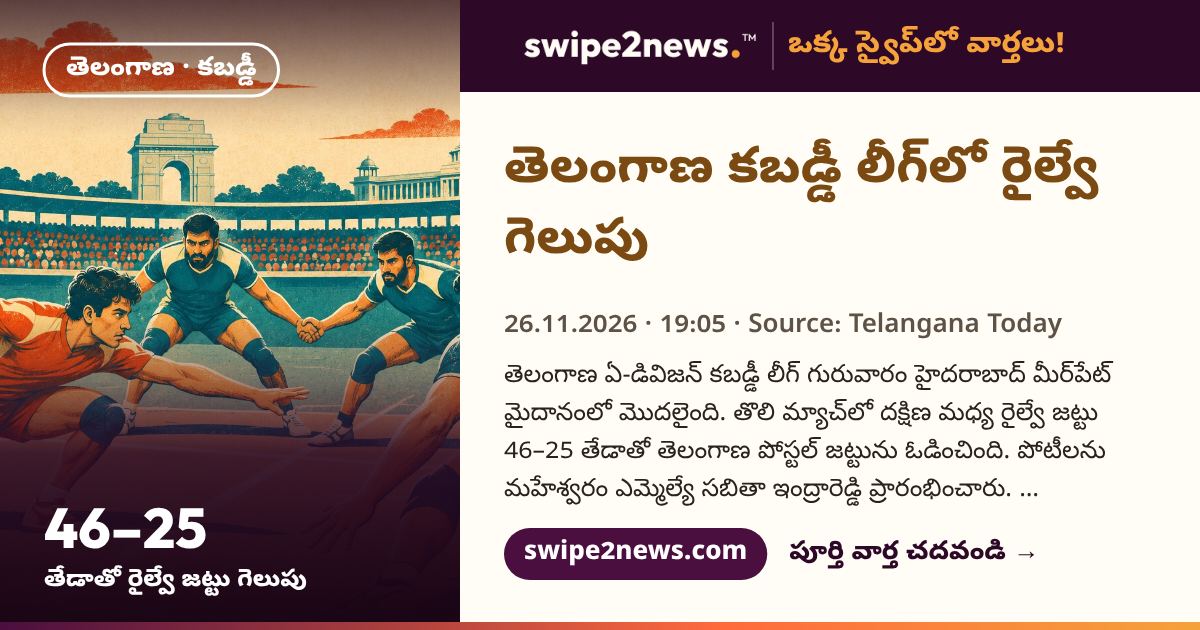 తెలంగాణ · కబడ్డీ
46–25
తేడాతో రైల్వే జట్టు గెలుపు
swipe2news.™
ఒక్క స్వైప్‌లో వార్తలు!
తెలంగాణ కబడ్డీ లీగ్‌లో రైల్వే
గెలుపు
26.11.2026 · 19:05 · Source: Telangana Today
తెలంగాణ ఏ-డివిజన్ కబడ్డీ లీగ్ గురువారం హైదరాబాద్ మీర్‌పేట్
మైదానంలో మొదలైంది. తొలి మ్యాచ్‌లో దక్షిణ మధ్య రైల్వే జట్టు
46–25 తేడాతో తెలంగాణ పోస్టల్ జట్టును ఓడించింది. పోటీలను
మహేశ్వరం ఎమ్మెల్యే సబితా ఇంద్రారెడ్డి ప్రారంభించారు. ...
swipe2news.com
పూర్తి వార్త చదవండి →